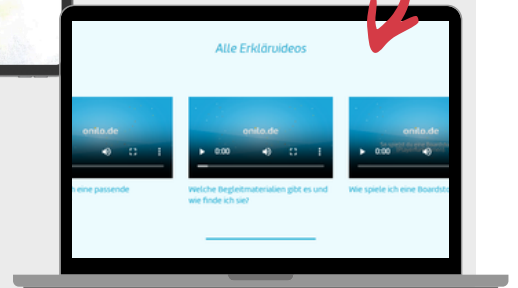 Alle Erklärvideos
onilo.de
onilo.de
onilo.de
0:00
0:00
eine passende
Welche Begleitmaterialien gibt es und
wie finde ich sie?
Wie spiele ich eine